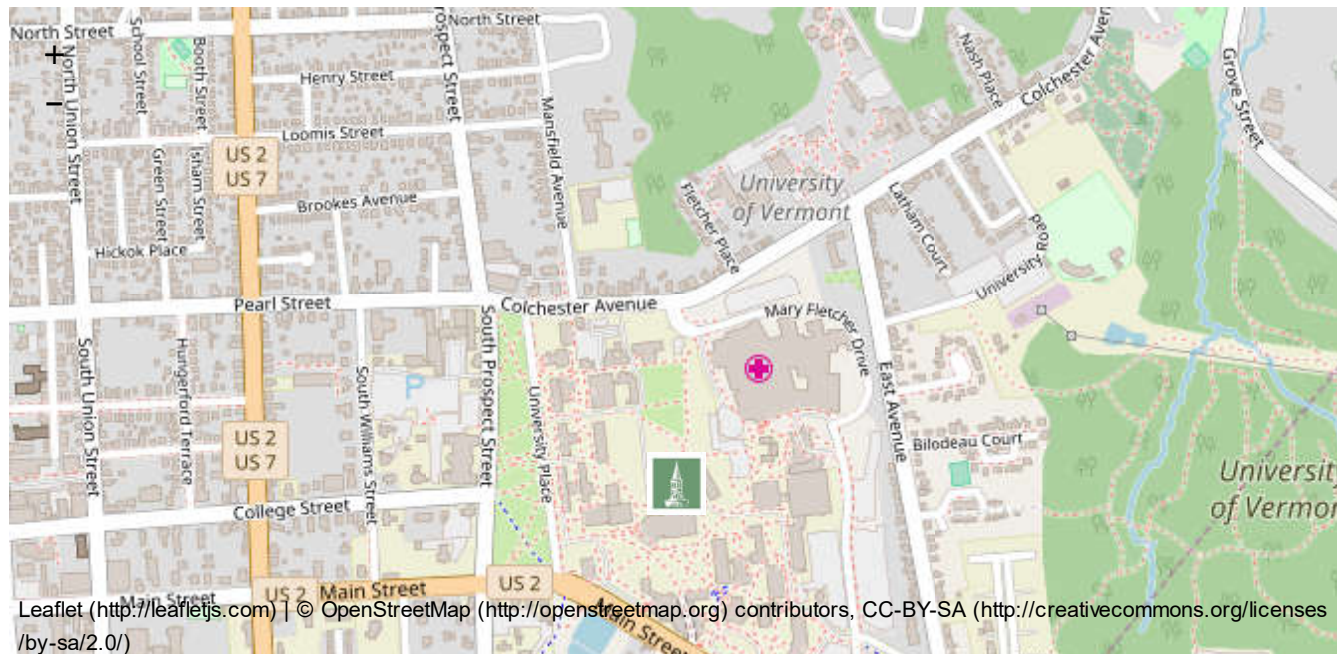 North Street
North Street
School Street
Booth Street
Prospect Street
Colchester Avenue
Nash Place
Grove Street
+
−
North Union Street
Henry Street
Mansfield Avenue
Loomis Street
US 2
US 7
Green Street
Isham Street
Brookes Avenue
Hickok Place
Fletcher Place
University
of Vermont
Latham Court
University Road
Pearl Street
Colchester Avenue
Mary Fletcher Drive
South Union Street
Hungerford Terrace
South Williams Street
P
South Prospect Street
University Place
East Avenue
US 2
US 7
Bilodeau Court
University
of Vermont
College Street
Main Street
US 2
Main Street
US 2
Main Street
Leaflet (http://leafletjs.com) | © OpenStreetMap (http://openstreetmap.org) contributors, CC-BY-SA (http://creativecommons.org/licenses
/by-sa/2.0/)